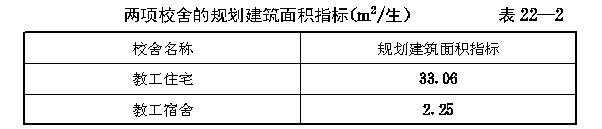 两项校舍的规划建筑面积指标(m²/生) 表 22—2
校舍名称 规划建筑面积指标
教工住宅 33.06
教工宿舍 2.25